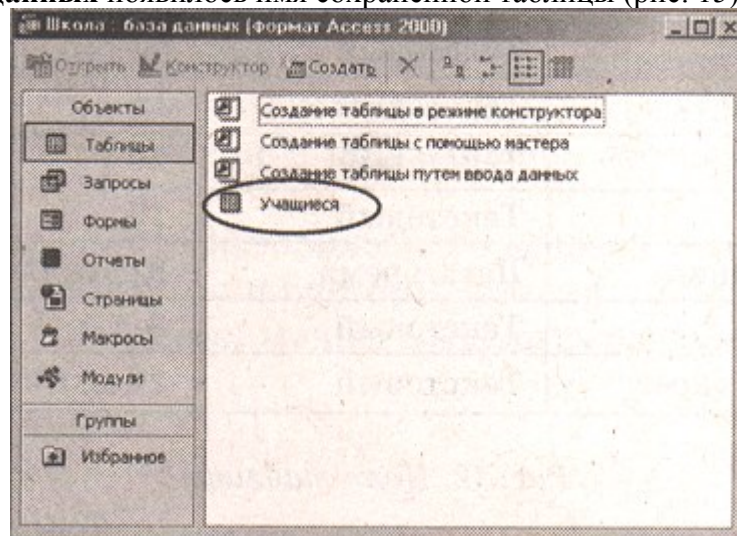 данных появилось имя сохраненной таблицы (рис. 15)
Школа : база данных (формат Access 2000)
Открыть Конструктор Создать
Объекты
Таблицы
Запросы
Формы
Отчеты
Страницы
Макросы
Модули
Группы
Избранное
Создание таблицы в режиме конструктора
Создание таблицы с помощью мастера
Создание таблицы путем ввода данных
Учащиеся